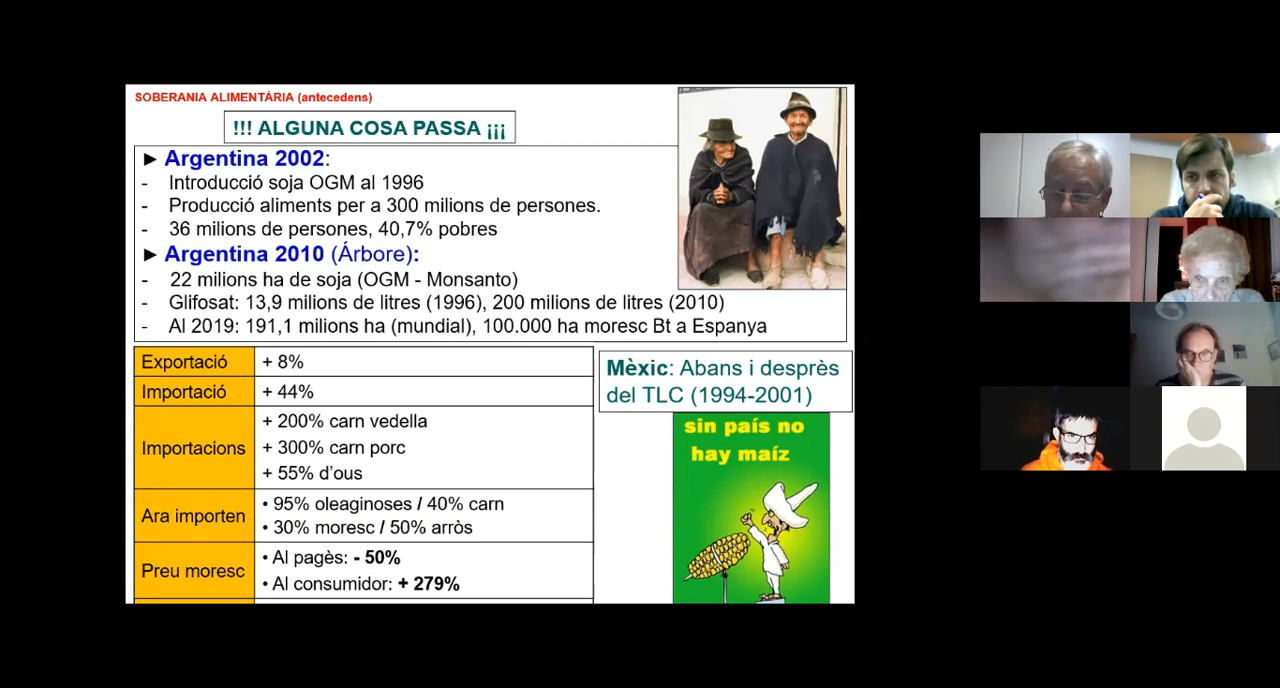 SOBERANIA ALIMENTÀRIA (antecedens)
!!! ALGUNA COSA PASSA ¡¡¡
► Argentina 2002:
- Introducció soja OGM al 1996
- Producció aliments per a 300 milions de persones.
- 36 milions de persones, 40,7% pobres
► Argentina 2010 (Árbore):
- 22 milions ha de soja (OGM - Monsanto)
- Glifosat: 13,9 milions de litres (1996), 200 milions de litres (2010)
- Al 2019: 191,1 milions ha (mundial), 100.000 ha moresc Bt a Espanya
Exportació + 8%
Importació + 44%
Importacions
+ 200% carn vedella
+ 300% carn porc
+ 55% d'ous
Ara importen
• 95% oleaginoses / 40% carn
• 30% moresc / 50% arròs
Preu moresc
• Al pagès: - 50%
• Al consumidor: + 279%
Mèxic: Abans i desprès
del TLC (1994-2001)
sin país no
hay maíz